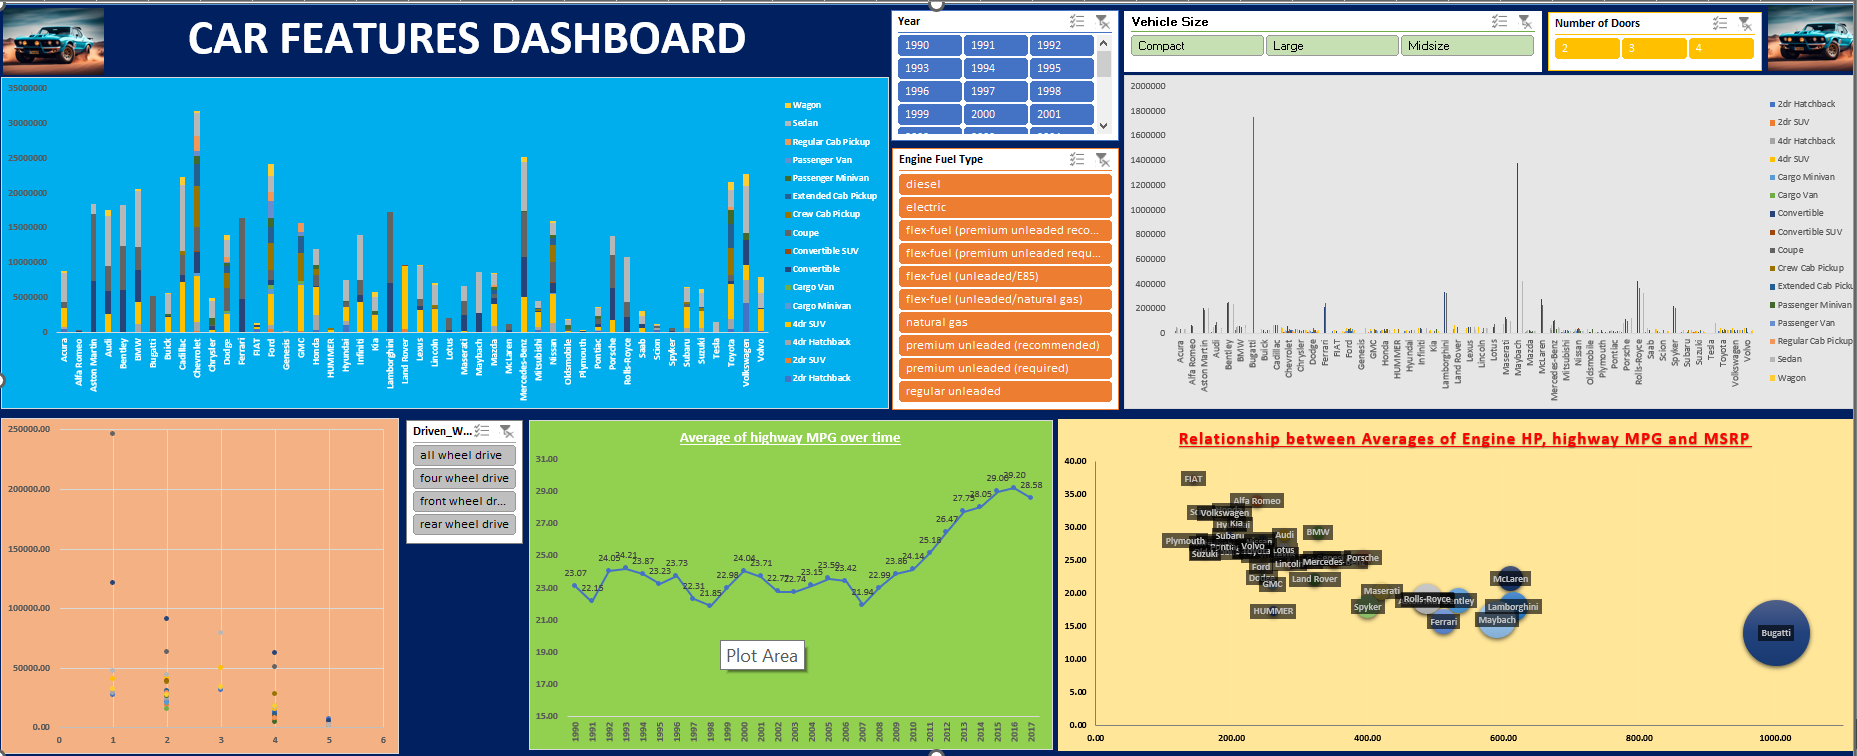 CAR FEATURES DASHBOARD
Year
1990 1991 1992
1993 1994 1995
1996 1997 1998
1999 2000 2001
Vehicle Size
Compact Large Midsize
Number of Doors
2 3 4
35000000
30000000
25000000
20000000
15000000
10000000
5000000
0
Wagon
Sedan
Regular Cab Pickup
Passenger Van
Passenger Minivan
Extended Cab Pickup
Crew Cab Pickup
Coupe
Convertible SUV
Convertible
Cargo Van
Cargo Minivan
4dr SUV
4dr Hatchback
2dr SUV
2dr Hatchback
Acura
Alfa Romeo
Aston Martin
Audi
Bentley
BMW
Bugatti
Buick
Cadillac
Chevrolet
Chrysler
Dodge
Ferrari
FIAT
Ford
Genesis
GMC
Honda
HUMMER
Hyundai
Infiniti
Kia
Lamborghini
Land Rover
Lexus
Lincoln
Lotus
Maserati
Maybach
Mazda
McLaren
Mercedes-Benz
Mitsubishi
Nissan
Oldsmobile
Plymouth
Pontiac
Porsche
Rolls-Royce
Saab
Scion
Spyker
Subaru
Suzuki
Tesla
Toyota
Volkswagen
Volvo
Engine Fuel Type
diesel
electric
flex-fuel (premium unleaded reco...
flex-fuel (premium unleaded requ...
flex-fuel (unleaded/E85)
flex-fuel (unleaded/natural gas)
natural gas
premium unleaded (recommended)
premium unleaded (required)
regular unleaded
2000000
1800000
1600000
1400000
1200000
1000000
800000
600000
400000
200000
0
Acura
Alfa Romeo
Aston Martin
Audi
Bentley
BMW
Bugatti
Buick
Cadillac
Chevrolet
Chrysler
Dodge
Ferrari
FIAT
Ford
Genesis
GMC
Honda
HUMMER
Hyundai
Infiniti
Kia
Lamborghini
Land Rover
Lexus
Lincoln
Lotus
Maserati
Maybach
Mazda
McLaren
Mercedes-Benz
Mitsubishi
Nissan
Oldsmobile
Plymouth
Pontiac
Porsche
Rolls-Royce
Saab
Scion
Spyker
Subaru
Suzuki
Tesla
Toyota
Volkswagen
Volvo
2dr Hatchback
2dr SUV
4dr Hatchback
4dr SUV
Cargo Minivan
Cargo Van
Convertible
Convertible SUV
Coupe
Crew Cab Pickup
Extended Cab Picku
Passenger Minivan
Passenger Van
Regular Cab Pickup
Sedan
Wagon
250000.00
200000.00
150000.00
100000.00
50000.00
0.00
0 1 2 3 4 5 6
Driven_W...
all wheel drive
four wheel drive
front wheel dr...
rear wheel drive
Average of highway MPG over time
31.00
29.00
27.00
25.00
23.00
21.00
19.00
17.00
15.00
23.07
22.15
24.05
24.21
23.87
23.23
23.73
22.31
21.85
22.98
24.04
23.71
22.77
22.74
23.15
23.59
23.42
21.94
22.99
23.86
24.14
25.18
26.47
27.75
28.05
29.00
29.20
28.58
Plot Area
1990 1991 1992 1993 1994 1995 1996 1997 1998 1999 2000 2001 2002 2003 2004 2005 2006 2007 2008 2009 2010 2011 2012 2013 2014 2015 2016 2017
Relationship between Averages of Engine HP, highway MPG and MSRP
40.00
35.00
30.00
25.00
20.00
15.00
10.00
5.00
0.00
FIAT
Alfa Romeo
Volkswagen
Kia
BMW
Audi
Subaru
Plymouth
Volvo
Lotus
Suzuki
Porsche
Lincoln
Mercedes-
Ford
Land Rover
GMC
McLaren
Maserati
Rolls-Royce
Spyker
Lamborghini
HUMMER
Ferrari
Maybach
Bugatti
0.00 200.00 400.00 600.00 800.00 1000.00